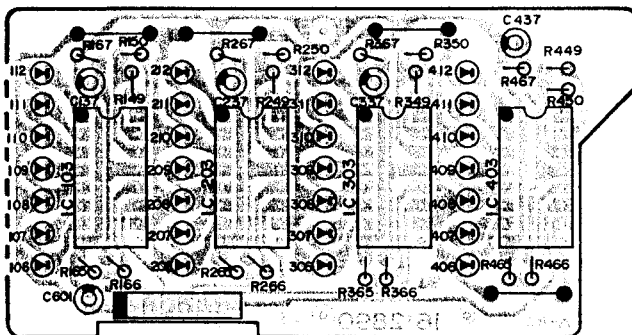 C437
R167 R150 R267 R250 R367 R350 R449
112 212 312 412 R467
C137 R149 C237 R249 C337 R349 R450
111 211 311 411
110 210 310 410
IC 103 IC 203 IC 303 IC 403
109 209 309 409
108 208 308 408
107 207 307 407
106 206 306 406
R165 R166 R265 R266 R365 R366 R465 R466
C601